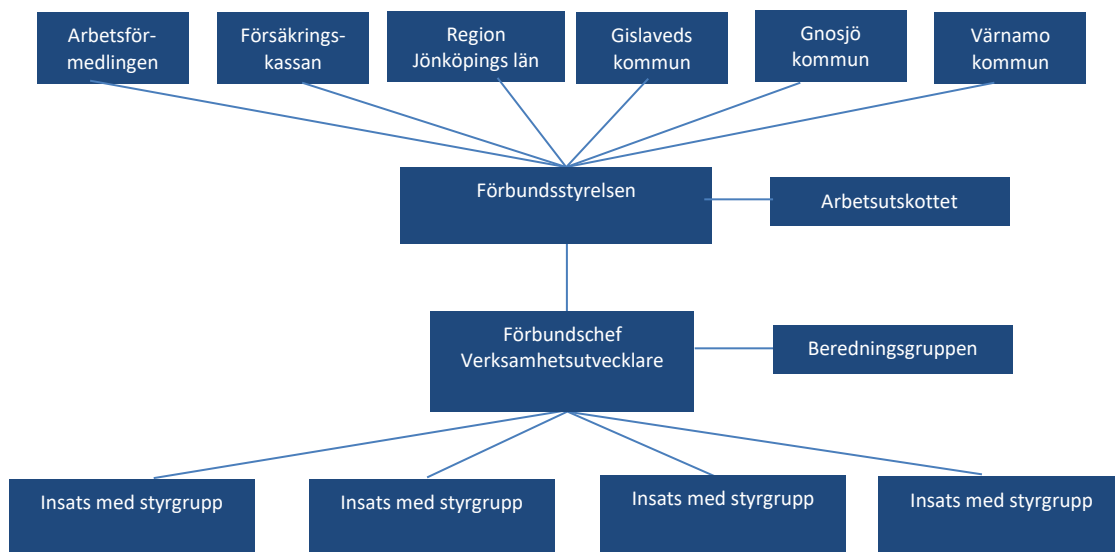 Arbetsför-
medlingen
Försäkrings-
kassan
Region
Jönköpings län
Gislaveds
kommun
Gnosjö
kommun
Värnamo
kommun
Förbundsstyrelsen
Arbetsutskottet
Förbundschef
Verksamhetsutvecklare
Beredningsgruppen
Insats med styrgrupp
Insats med styrgrupp
Insats med styrgrupp
Insats med styrgrupp